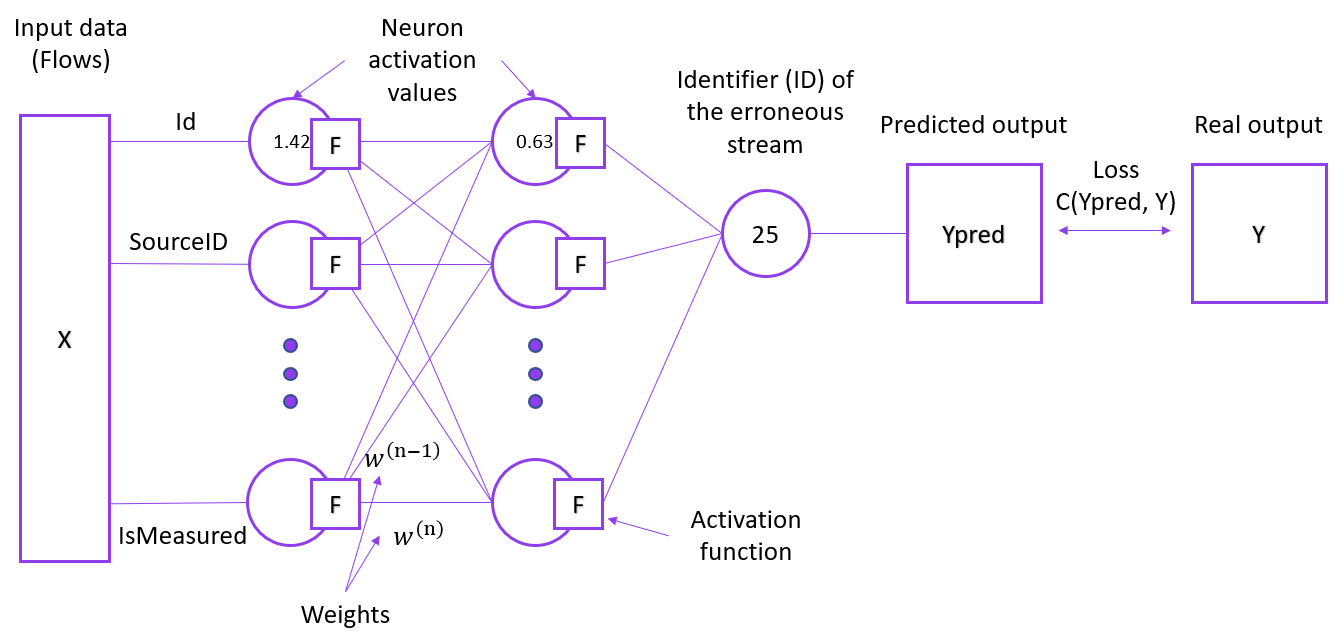 Input data
(Flows)
Neuron
activation
values
Identifier (ID) of
the erroneous
stream
Predicted output
Real output
Id
1.42
F
0.63
F
Loss
C(Ypred, Y)
SourceID
F
F
25
Ypred
Y
X
w^(n−1)
F
F
IsMeasured
w^(n)
Activation
function
Weights